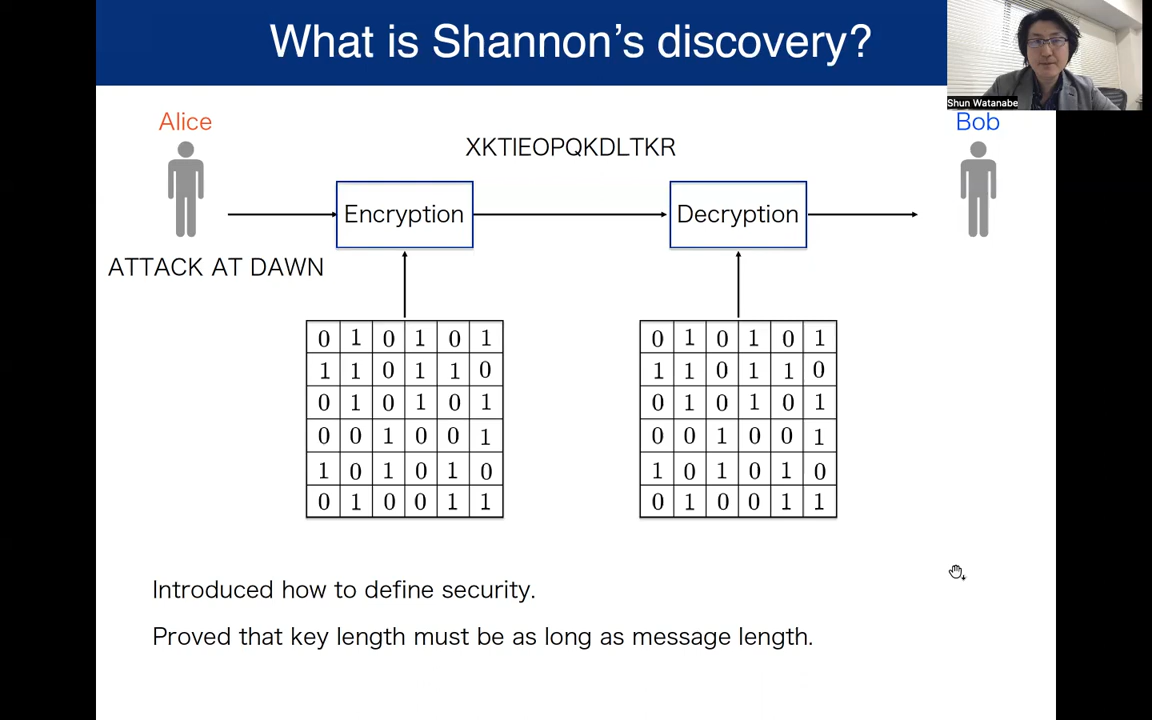 What is Shannon's discovery?
Shun Watanabe
Alice
Bob
XKTIEOPQKDLTKR
Encryption
Decryption
ATTACK AT DAWN
0 1 0 1 0 1
1 1 0 1 1 0
0 1 0 1 0 1
0 0 1 0 0 1
1 0 1 0 1 0
0 1 0 0 1 1
0 1 0 1 0 1
1 1 0 1 1 0
0 1 0 1 0 1
0 0 1 0 0 1
1 0 1 0 1 0
0 1 0 0 1 1
Introduced how to define security.
Proved that key length must be as long as message length.